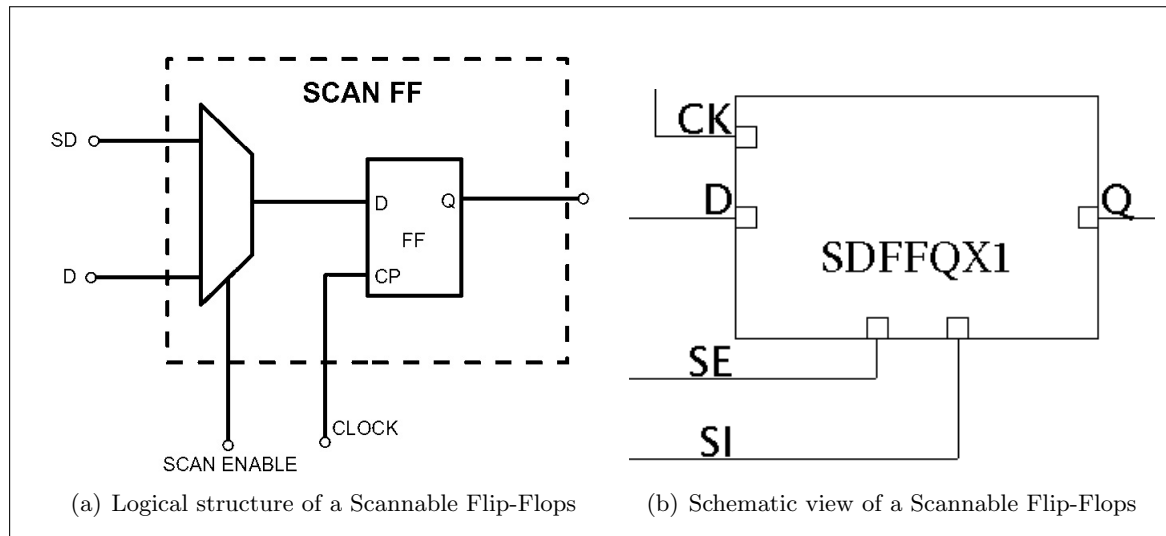 SCAN FF
SD
D
D
Q
FF
CP
CLOCK
SCAN ENABLE
(a) Logical structure of a Scannable Flip-Flops
CK
D
Q
SDFFQX1
SE
SI
(b) Schematic view of a Scannable Flip-Flops